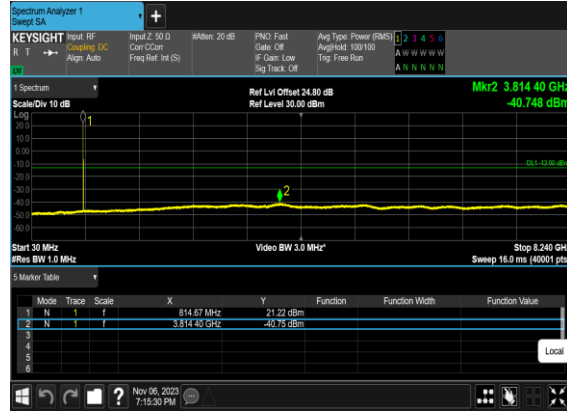 Spectrum Analyzer 1
Swept SA
+
KEYSIGHT Input: RF Input Z: 50 Ω #Atten: 20 dB PNO: Fast Avg Type: Power (RMS) 1 2 3 4 5 6
R T Coupling: DC Corr CCorr Gate: Off Avg|Hold: 100/100 A W W W W W
Align: Auto Freq Ref: Int (S) IF Gain: Low Trig: Free Run
LW Sig Track: Off A N N N N N
1 Spectrum Ref Lvl Offset 24.80 dB Mkr2 3.814 40 GHz
Scale/Div 10 dB Ref Level 30.00 dBm -40.748 dBm
Log
20.0
10.0
0.00
-10.0
-20.0
-30.0
-40.0
-50.0
-60.0
1
DL1 -13.00 dBm
2
Start 30 MHz Video BW 3.0 MHz* Stop 8.240 GHz
#Res BW 1.0 MHz Sweep 16.0 ms (40001 pts)
5 Marker Table
Mode Trace Scale X Y Function Function Width Function Value
1 N 1 f 814.67 MHz 21.22 dBm
2 N 1 f 3.814 40 GHz -40.75 dBm
3
4
5
6
Local
?
Nov 06, 2023
7:15:30 PM